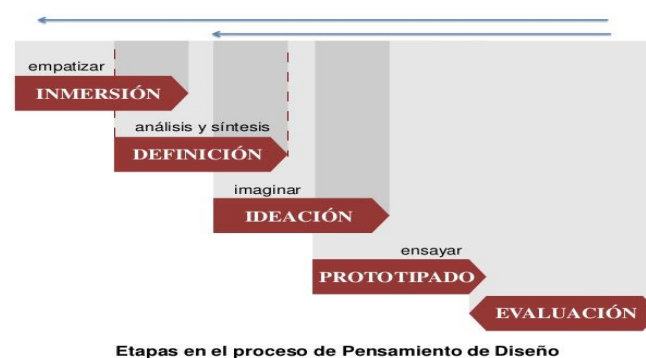 empatizar
INMERSIÓN
análisis y síntesis
DEFINICIÓN
imaginar
IDEACIÓN
ensayar
PROTOTIPADO
EVALUACIÓN
Etapas en el proceso de Pensamiento de Diseño